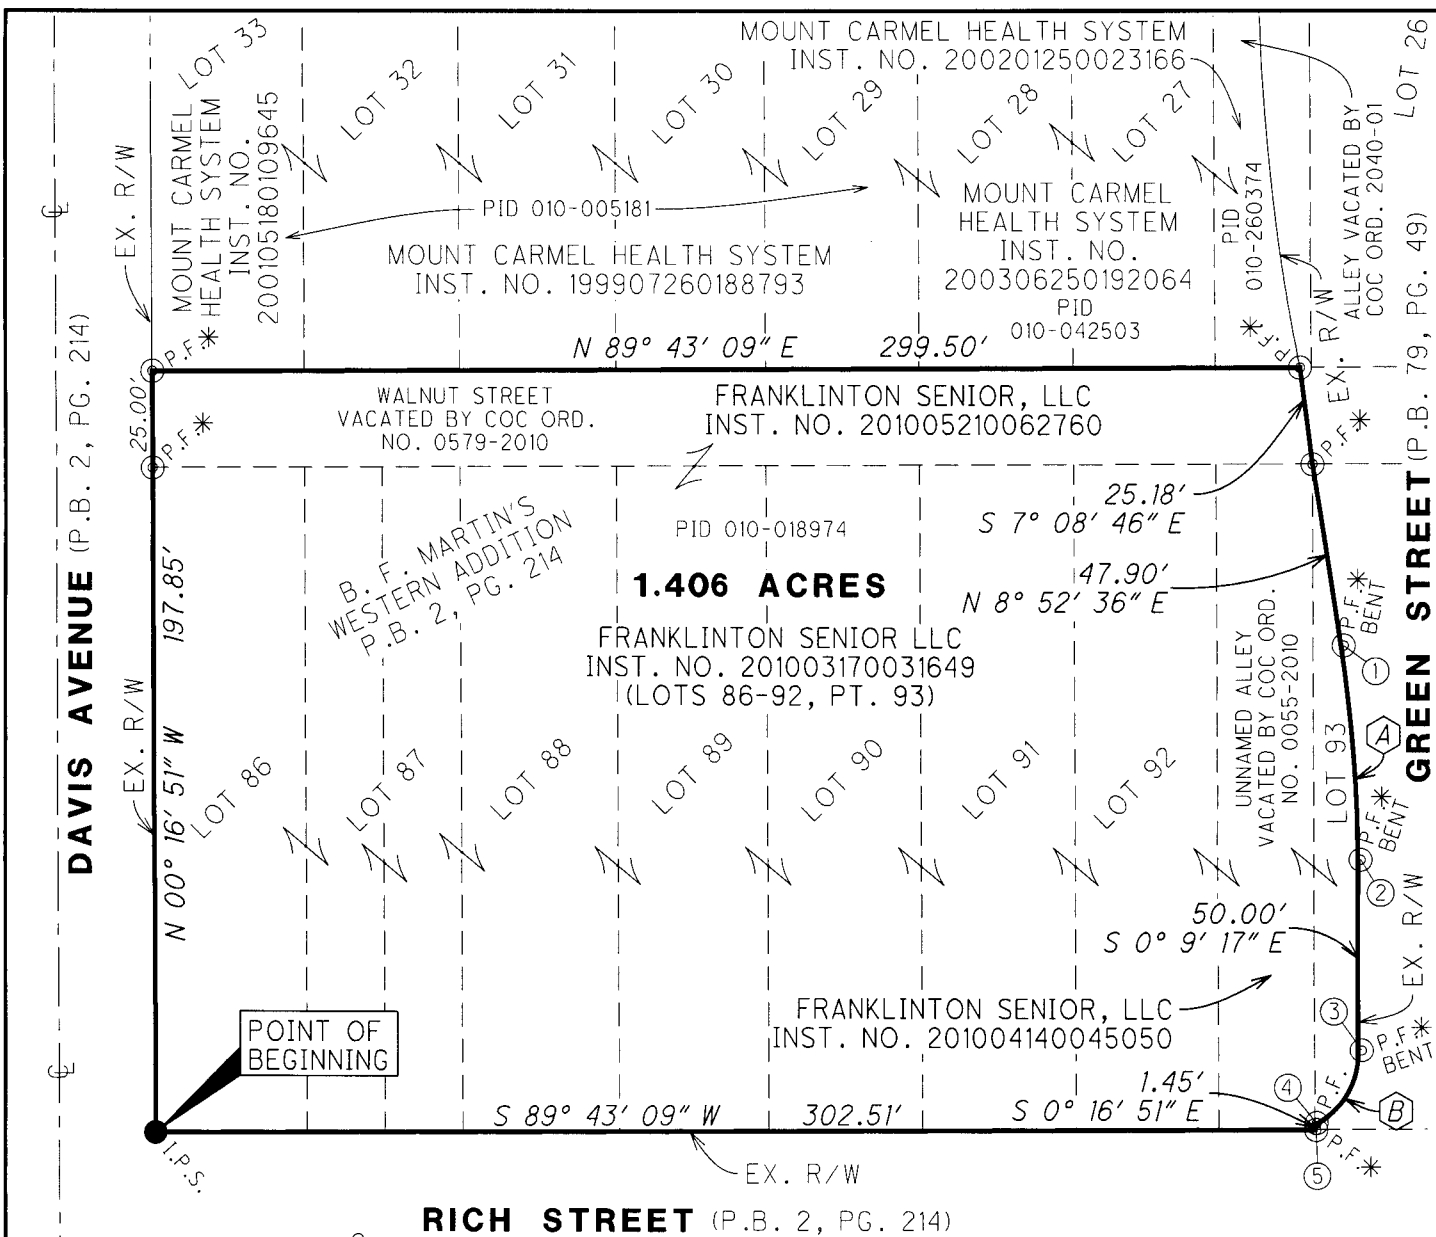 LOT 33
LOT 32
LOT 31
LOT 30
LOT 29
LOT 28
LOT 27
LOT 26
MOUNT CARMEL HEALTH SYSTEM
INST. NO. 200201250023166
MOUNT CARMEL
HEALTH SYSTEM
INST. NO.
200105180109645
EX. R/W
PID 010-005181
MOUNT CARMEL HEALTH SYSTEM
INST. NO. 199907260188793
MOUNT CARMEL
HEALTH SYSTEM
INST. NO.
200306250192064
PID
010-042503
PID
010-260374
ALLEY VACATED BY
COC ORD. 2040-01
EX. R/W
P.F.*
N 89° 43' 09" E 299.50'
P.F.*
25.00'
P.F.*
WALNUT STREET
VACATED BY COC ORD.
NO. 0579-2010
FRANKLINTON SENIOR, LLC
INST. NO. 201005210062760
P.F.*
25.18'
S 7° 08' 46" E
B. F. MARTIN'S
WESTERN ADDITION
P.B. 2, PG. 214
PID 010-018974
1.406 ACRES
47.90'
N 8° 52' 36" E
P.F.*
BENT
1
FRANKLINTON SENIOR LLC
INST. NO. 201003170031649
(LOTS 86-92, PT. 93)
UNNAMED ALLEY
VACATED BY COC ORD.
NO. 0055-2010
DAVIS AVENUE (P.B. 2, PG. 214)
GREEN STREET (P.B. 79, PG. 49)
N 00° 16' 51" W 197.85'
EX. R/W
LOT 86
LOT 87
LOT 88
LOT 89
LOT 90
LOT 91
LOT 92
LOT 93
A
P.F.*
BENT
2
50.00'
S 0° 9' 17" E
EX. R/W
FRANKLINTON SENIOR, LLC
INST. NO. 201004140045050
3
P.F.*
BENT
POINT OF
BEGINNING
4
P.F.
1.45'
S 0° 16' 51" E
B
S 89° 43' 09" W 302.51'
I.P.S.
P.F.*
5
EX. R/W
RICH STREET (P.B. 2, PG. 214)